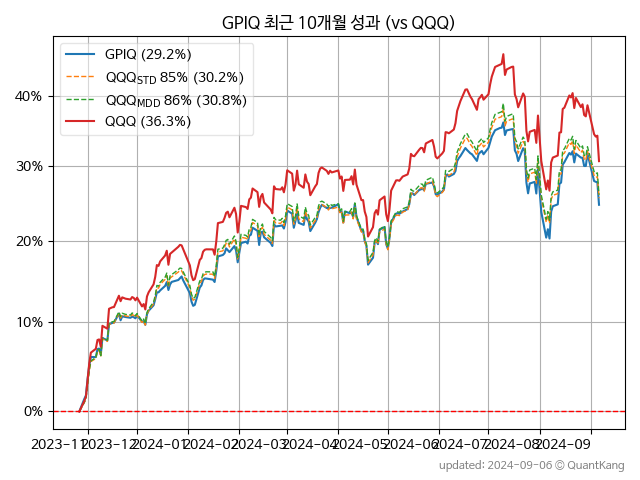 GPIQ 최근 10개월 성과 (vs QQQ)
GPIQ (29.2%)
QQQSTD 85% (30.2%)
QQQMDD 86% (30.8%)
QQQ (36.3%)
40%
30%
20%
10%
0%
2023-11 2023-12 2024-01 2024-02 2024-03 2024-04 2024-05 2024-06 2024-07 2024-08 2024-09
updated: 2024-09-06 © QuantKang